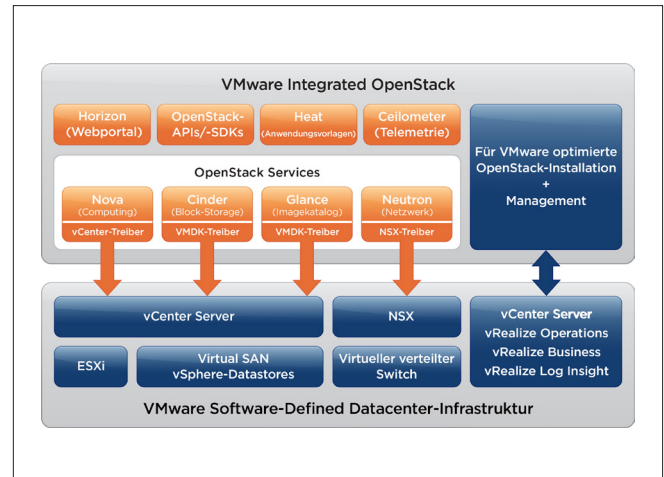 VMware Integrated OpenStack
Horizon
(Webportal)
OpenStack-
APIs/-SDKs
Heat
(Anwendungsvorlagen)
Ceilometer
(Telemetrie)
Für VMware optimierte
OpenStack-Installation
+
Management
OpenStack Services
Nova
(Computing)
vCenter-Treiber
Cinder
(Block-Storage)
VMDK-Treiber
Glance
(Imagekatalog)
VMDK-Treiber
Neutron
(Netzwerk)
NSX-Treiber
vCenter Server
NSX
vCenter Server
vRealize Operations
vRealize Business
vRealize Log Insight
ESXi
Virtual SAN
vSphere-Datastores
Virtueller verteilter
Switch
VMware Software-Defined Datacenter-Infrastruktur